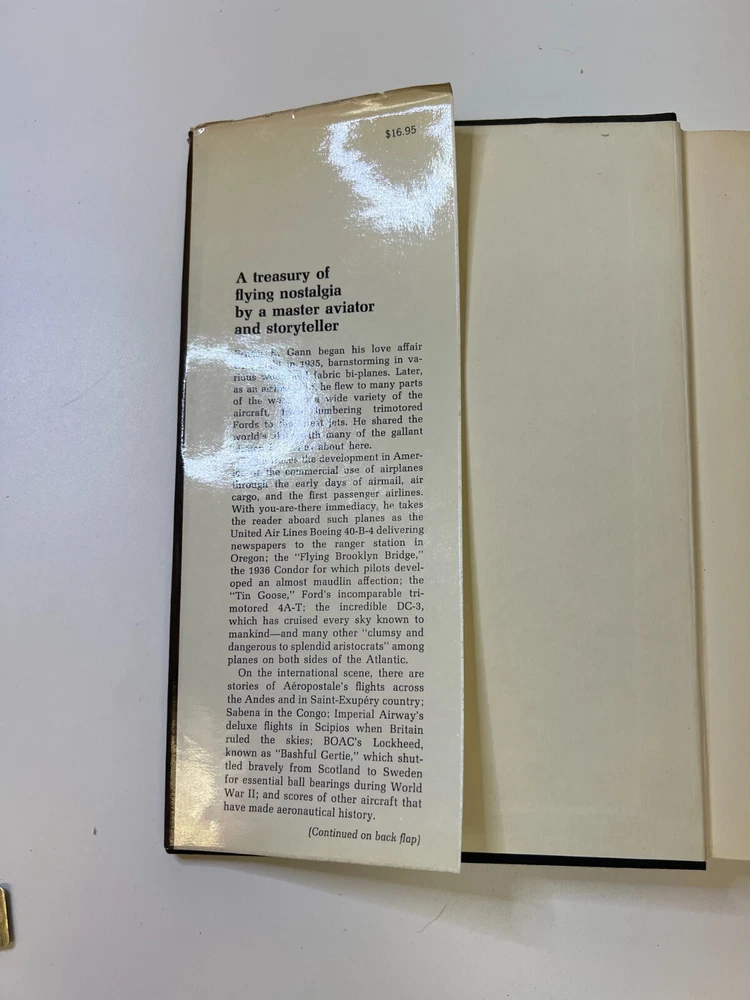 $16.95
A treasury of
flying nostalgia
by a master aviator
and storyteller
Gann began his love affair
in 1935, barnstorming in va-
rious fabric bi-planes. Later,
as an he flew to many parts
of the wide variety of the
aircraft, trimotored
Fords to jets. He shared the
world's many of the gallant
about here.
the development in Amer-
the commercial use of airplanes
through the early days of airmail, air
cargo, and the first passenger airlines.
With you-are-there immediacy, he takes
the reader aboard such planes as the
United Air Lines Boeing 40-B-4 delivering
newspapers to the ranger station in
Oregon; the "Flying Brooklyn Bridge,"
the 1936 Condor for which pilots devel-
oped an almost maudlin affection; the
"Tin Goose," Ford's incomparable tri-
motored 4A-T; the incredible DC-3,
which has cruised every sky known to
mankind—and many other "clumsy and
dangerous to splendid aristocrats" among
planes on both sides of the Atlantic.
On the international scene, there are
stories of Aéropostale's flights across
the Andes and in Saint-Exupéry country;
Sabena in the Congo; Imperial Airway's
deluxe flights in Scipios when Britain
ruled the skies; BOAC's Lockheed,
known as "Bashful Gertie," which shut-
tled bravely from Scotland to Sweden
for essential ball bearings during World
War II; and scores of other aircraft that
have made aeronautical history.
(Continued on back flap)